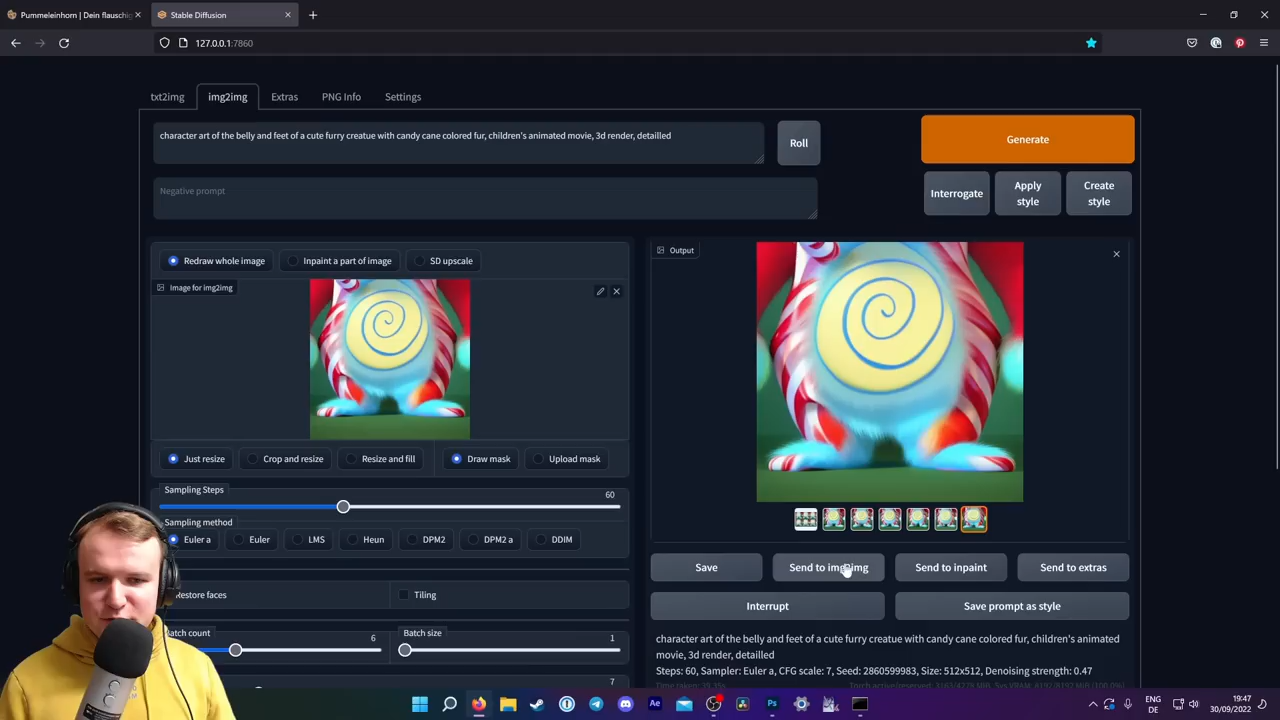 Pummeleinhorn | Dein flauschig
Stable Diffusion
127.0.0.1:7860
txt2img
img2img
Extras
PNG Info
Settings
character art of the belly and feet of a cute furry creatue with candy cane colored fur, children's animated movie, 3d render, detailled
Roll
Generate
Negative prompt
Interrogate
Apply style
Create style
Redraw whole image
Inpaint a part of image
SD upscale
Image for img2img
Output
Just resize
Crop and resize
Resize and fill
Draw mask
Upload mask
Sampling Steps
60
Sampling method
Euler a
Euler
LMS
Heun
DPM2
DPM2 a
DDIM
Restore faces
Tiling
Batch count
6
Batch size
1
7
Save
Send to img2img
Send to inpaint
Send to extras
Interrupt
Save prompt as style
character art of the belly and feet of a cute furry creatue with candy cane colored fur, children's animated
movie, 3d render, detailled
Steps: 60, Sampler: Euler a, CFG scale: 7, Seed: 2860599983, Size: 512x512, Denoising strength: 0.47
ENG
DE
19:47
30/09/2022